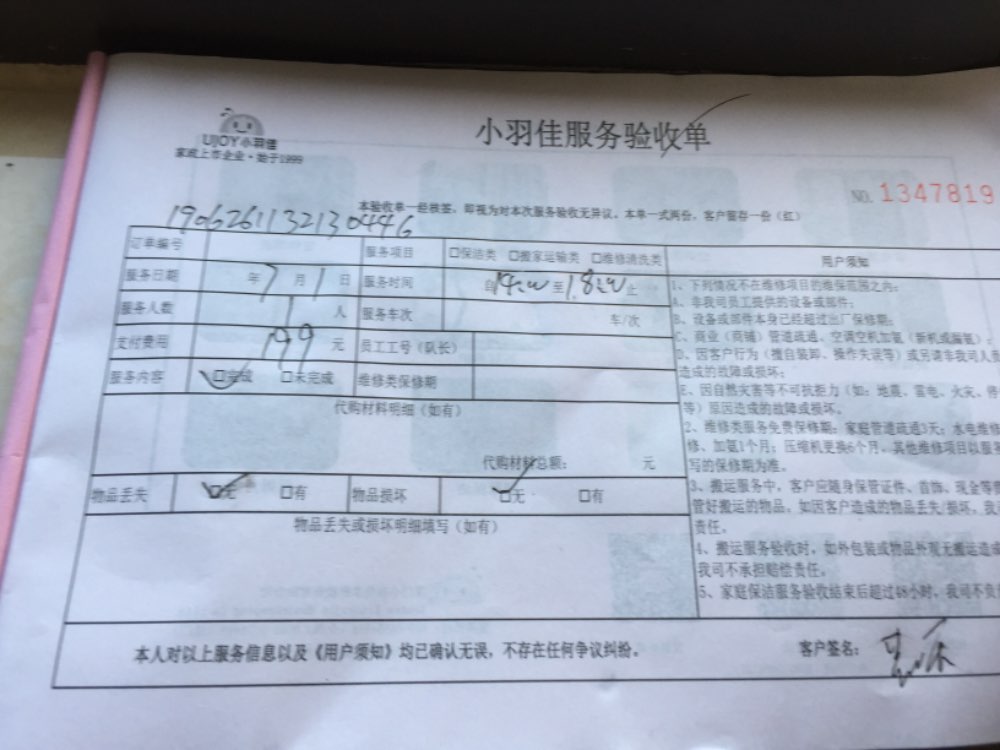 UJOY小羽佳
家政上市企业·始于1999
小羽佳服务验收单
NO. 1347819
本验收单一经核签,即视为对本次服务验收无异议。本单一式两份,客户留存一份(红)
1906261132130446
订单编号 服务项目 □保洁类 □搬家运输类 □维修清洗类
服务日期 年 7 月 1 日 服务时间 自 14:00 至 18:00 止
服务人数 1 人 服务车次 车/次
支付费用 199 元 员工工号(队长)
服务内容 □完成 □未完成 维修类保修期
代购材料明细(如有)
代购材料总额: 元
物品丢失 □无 □有 物品损坏 □无 □有
物品丢失或损坏明细填写(如有)
用户须知
1、下列情况不在维修项目的维保范围之内:
A、非我司员工提供的设备或部件;
B、设备或部件本身已经超过出厂保修期;
C、商业(商铺)管道疏通、空调空机加氨(新机或漏氨);
D、因客户行为(擅自装卸、操作失误等)或另请非我司人员
造成的故障或损坏;
E、因自然灾害等不可抗拒力(如:地震、雷电、火灾、停
等)原因造成的故障或损坏。
2、维修类服务免费保修期:家庭管道疏通3天;水电维修
修、加氨1个月;压缩机更换6个月,其他维修项目以服务
写的保修期为准。
3、搬运服务中,客户应随身保管证件、首饰、现金等
管好搬运的物品,如因客户造成的物品丢失/损坏,我
责任。
4、搬运服务验收时,如外包装或物品外观无搬运造成
我司不承担赔偿责任。
5、家庭保洁服务验收结束后超过48小时,我司不负
本人对以上服务信息以及《用户须知》均已确认无误,不存在任何争议纠纷。 客户签名: